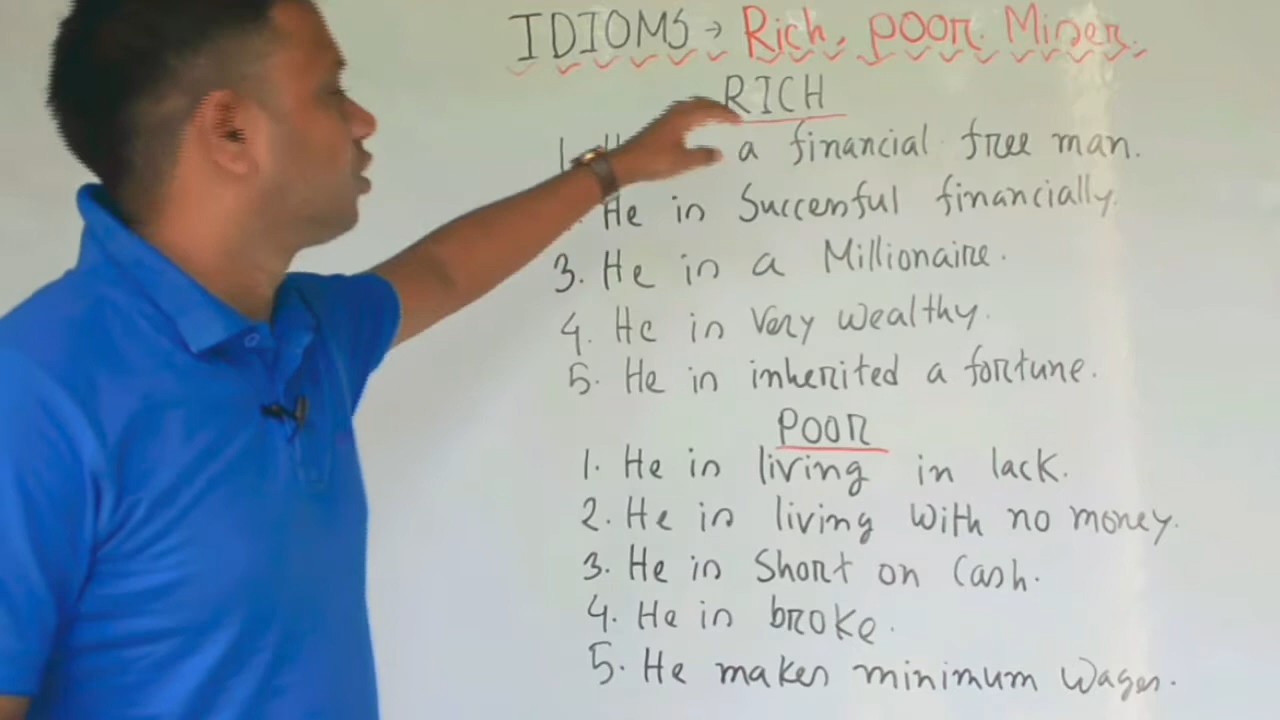 IDIOMS → Rich, POOR. Miser.
RICH
1. a financial free man.
He is Successful financially.
3. He is a Millionaire.
4. He is Very wealthy.
5. He is inherited a fortune.
POOR
1. He is living in lack.
2. He is living with no money.
3. He is Short on Cash.
4. He is broke.
5. He makes minimum wages.